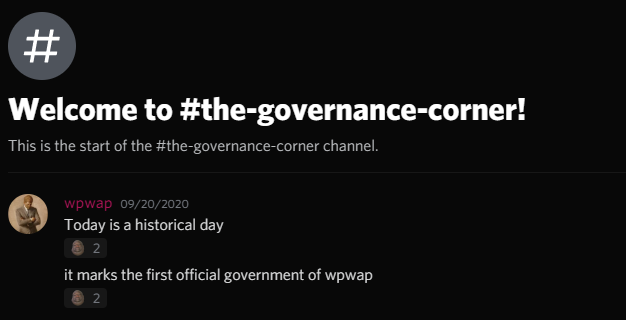 #
Welcome to #the-governance-corner!
This is the start of the #the-governance-corner channel.
wpwap 09/20/2020
Today is a historical day
2
it marks the first official government of wpwap
2